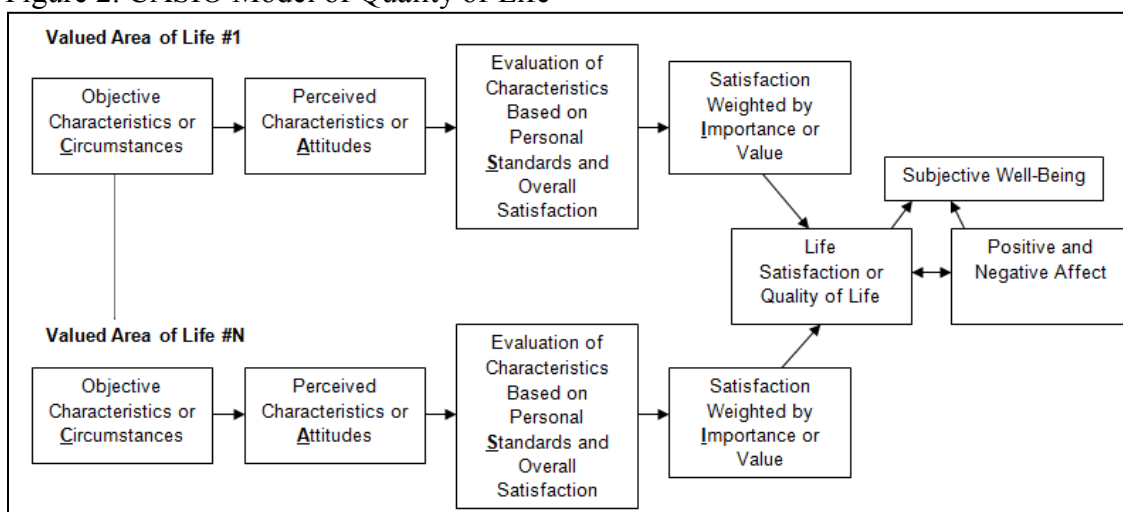 Figure 2. CASIO Model of Quality of Life
Valued Area of Life #1
Objective
Characteristics or
Circumstances
Perceived
Characteristics or
Attitudes
Evaluation of
Characteristics
Based on
Personal
Standards and
Overall
Satisfaction
Satisfaction
Weighted by
Importance or
Value
Subjective Well-Being
Life
Satisfaction or
Quality of Life
Positive and
Negative Affect
Valued Area of Life #N
Objective
Characteristics or
Circumstances
Perceived
Characteristics or
Attitudes
Evaluation of
Characteristics
Based on
Personal
Standards and
Overall
Satisfaction
Satisfaction
Weighted by
Importance or
Value